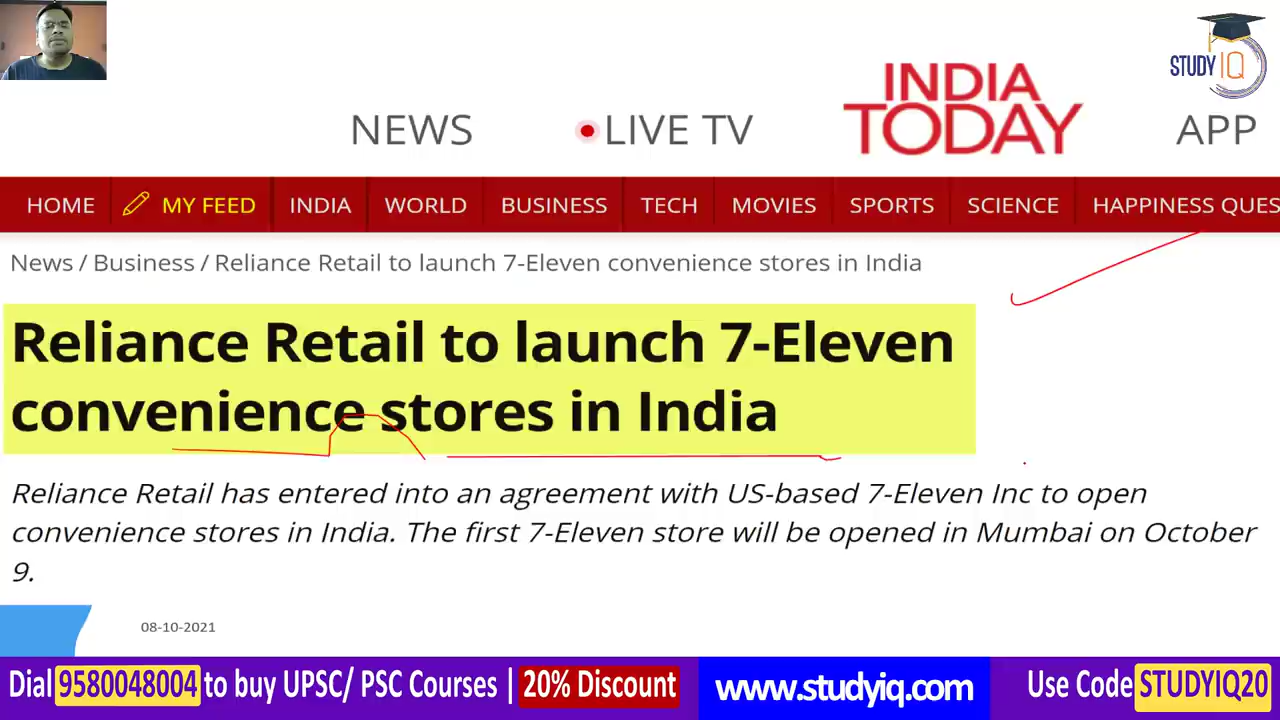 STUDY IQ
NEWS
LIVE TV
INDIA
TODAY
APP
HOME MY FEED INDIA WORLD BUSINESS TECH MOVIES SPORTS SCIENCE HAPPINESS QUES
News / Business / Reliance Retail to launch 7-Eleven convenience stores in India
Reliance Retail to launch 7-Eleven
convenience stores in India
Reliance Retail has entered into an agreement with US-based 7-Eleven Inc to open
convenience stores in India. The first 7-Eleven store will be opened in Mumbai on October
9.
08-10-2021
Dial 9580048004 to buy UPSC/ PSC Courses | 20% Discount
www.studyiq.com
Use Code STUDYIQ20